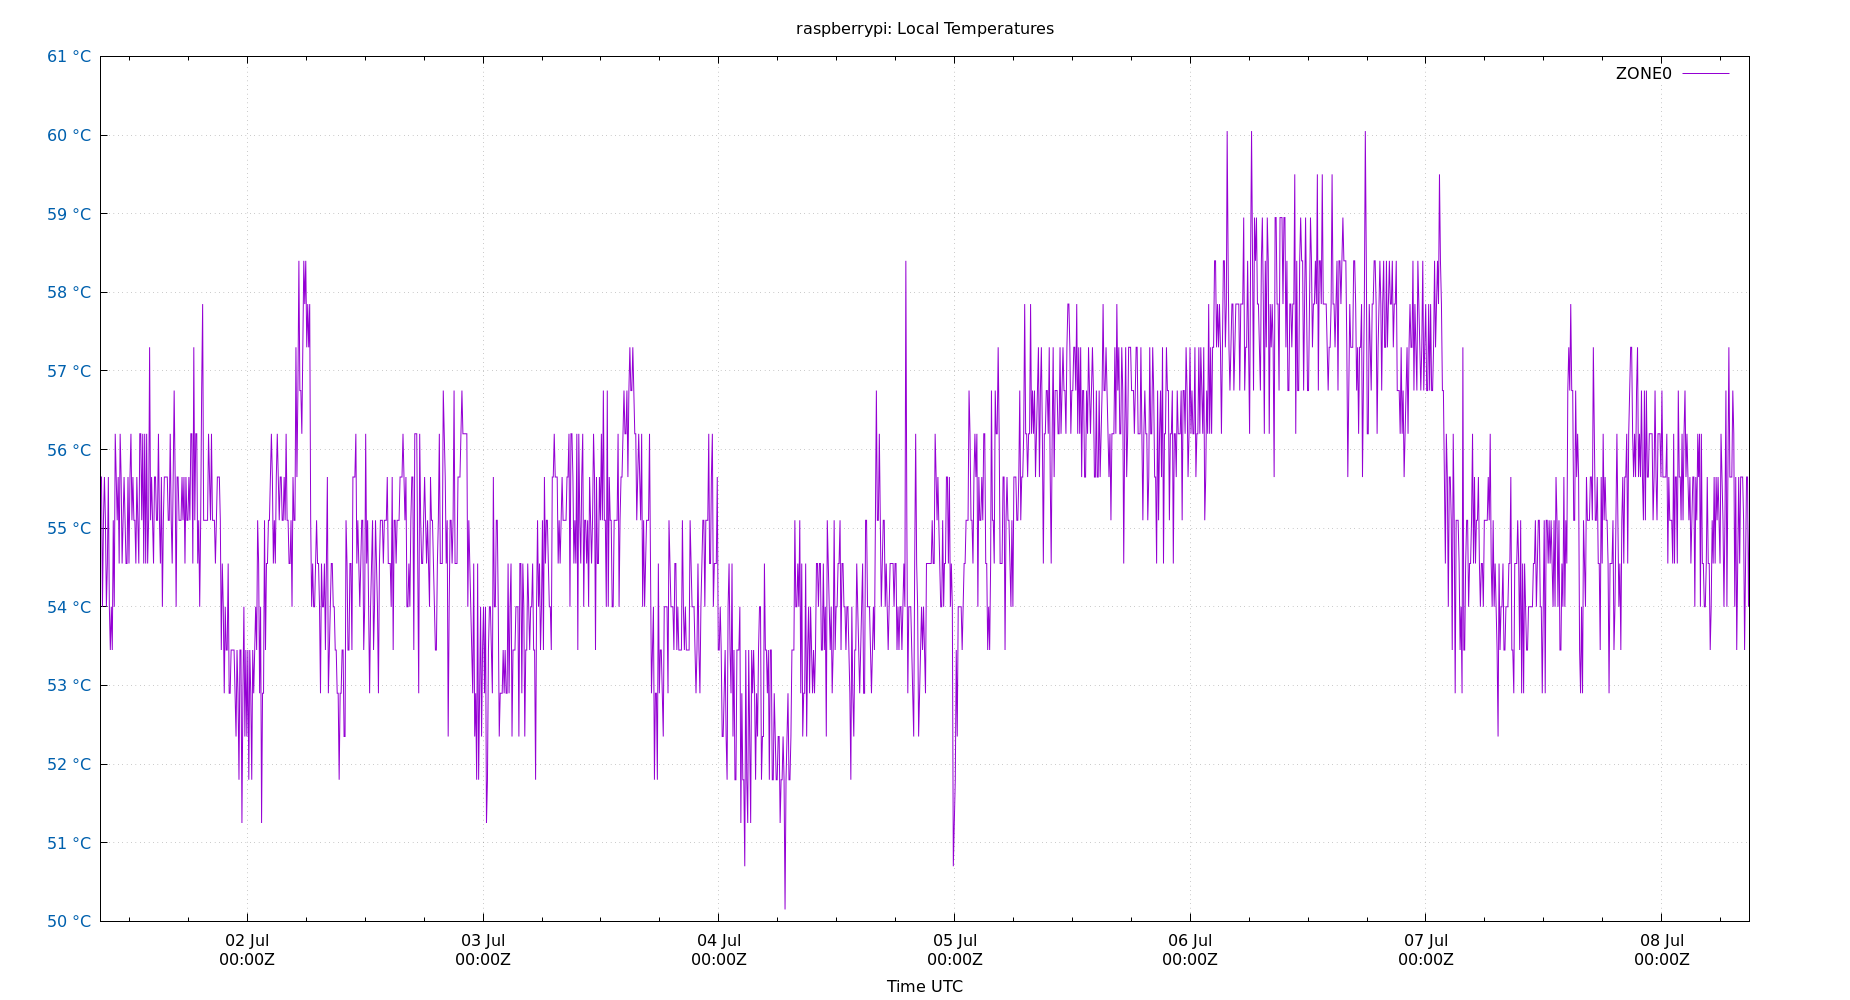 raspberrypi: Local Temperatures
ZONE0
61 °C
60 °C
59 °C
58 °C
57 °C
56 °C
55 °C
54 °C
53 °C
52 °C
51 °C
50 °C
02 Jul 03 Jul 04 Jul 05 Jul 06 Jul 07 Jul 08 Jul
00:00Z 00:00Z 00:00Z 00:00Z 00:00Z 00:00Z 00:00Z
Time UTC